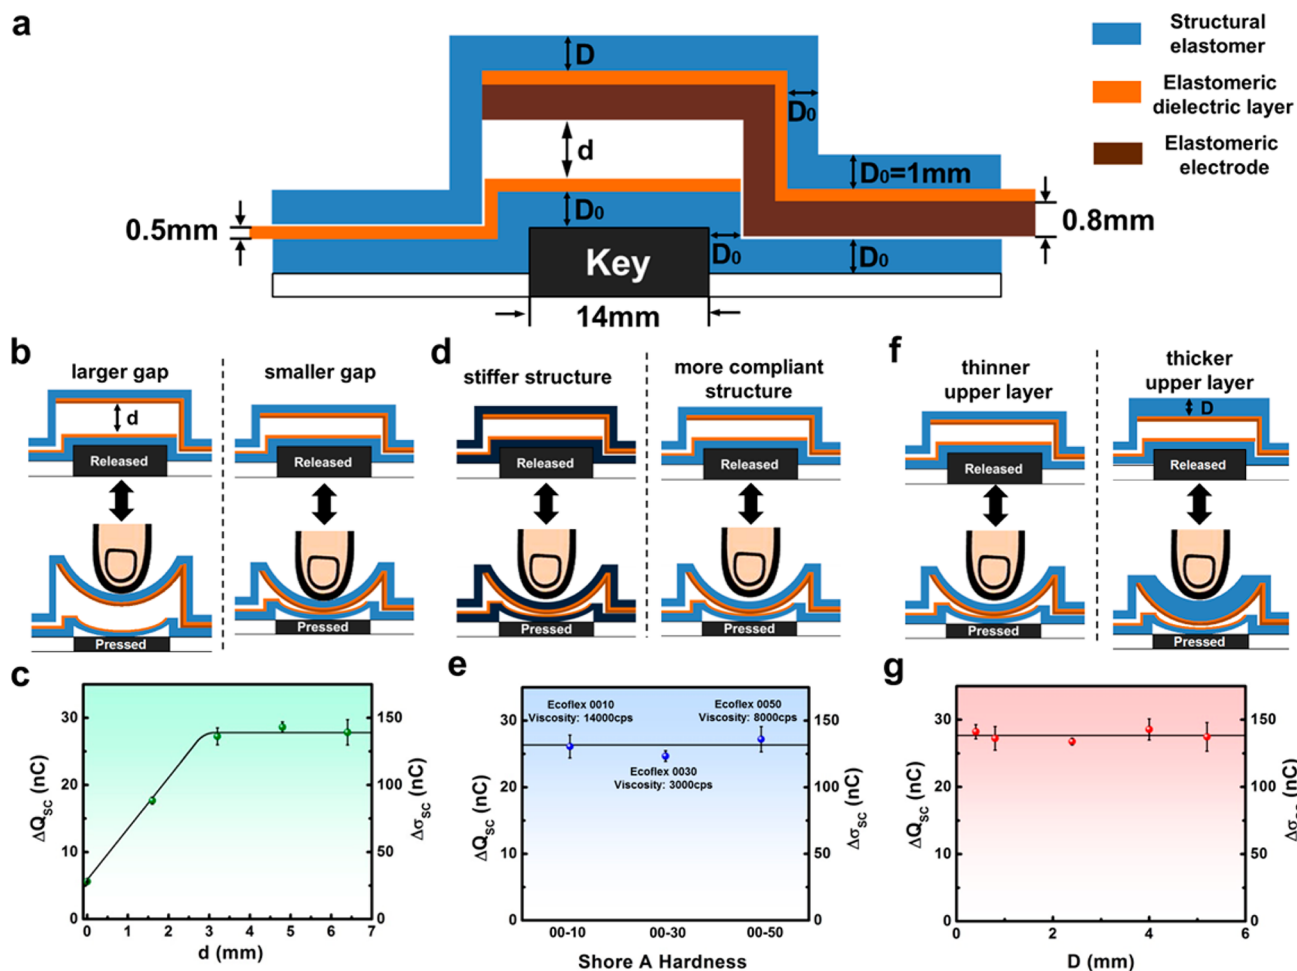 a
Structural
elastomer
Elastomeric
dielectric layer
Elastomeric
electrode
D
D₀
d
D₀=1mm
0.5mm
D₀
0.8mm
D₀
D₀
Key
14mm
b
larger gap
smaller gap
d
Released
Released
Pressed
Pressed
d
stiffer structure
more compliant
structure
Released
Released
Pressed
Pressed
f
thinner
upper layer
thicker
upper layer
D
Released
Released
Pressed
Pressed
c
ΔQsc (nC)
30
20
10
0
150
100
50
0
Δσsc (nC)
0 1 2 3 4 5 6 7
d (mm)
e
ΔQsc (nC)
30
20
10
0
Ecoflex 0010
Viscosity: 14000cps
Ecoflex 0050
Viscosity: 8000cps
Ecoflex 0030
Viscosity: 3000cps
150
100
50
0
Δσsc (nC)
00-10 00-30 00-50
Shore A Hardness
g
ΔQsc (nC)
30
20
10
0
150
100
50
0
Δσsc (nC)
0 2 4 6
D (mm)